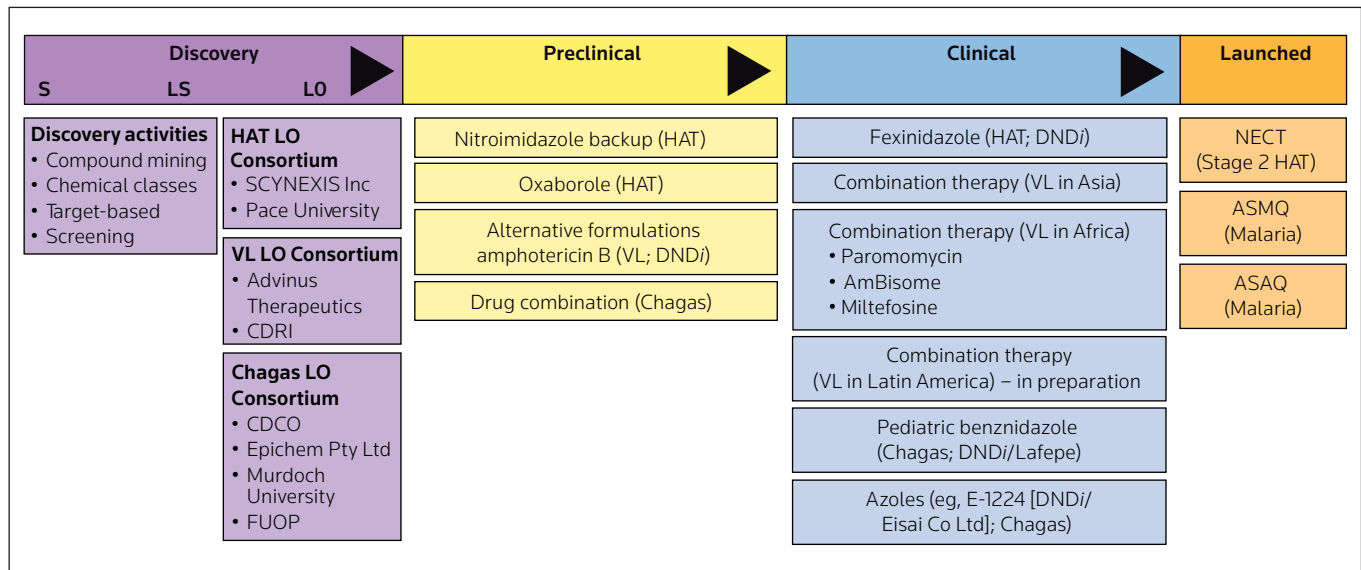 Discovery
S LS LO
Preclinical
Clinical
Launched
Discovery activities
• Compound mining
• Chemical classes
• Target-based
• Screening
HAT LO
Consortium
• SCYNEXIS Inc
• Pace University
VL LO Consortium
• Advinus
Therapeutics
• CDRI
Chagas LO
Consortium
• CDCO
• Epichem Pty Ltd
• Murdoch
University
• FUOP
Nitroimidazole backup (HAT)
Oxaborole (HAT)
Alternative formulations
amphotericin B (VL; DNDi)
Drug combination (Chagas)
Fexinidazole (HAT; DNDi)
Combination therapy (VL in Asia)
Combination therapy (VL in Africa)
• Paromomycin
• AmBisome
• Miltefosine
Combination therapy
(VL in Latin America) – in preparation
Pediatric benznidazole
(Chagas; DNDi/Lafepe)
Azoles (eg, E-1224 [DNDi/
Eisai Co Ltd]; Chagas)
NECT
(Stage 2 HAT)
ASMQ
(Malaria)
ASAQ
(Malaria)